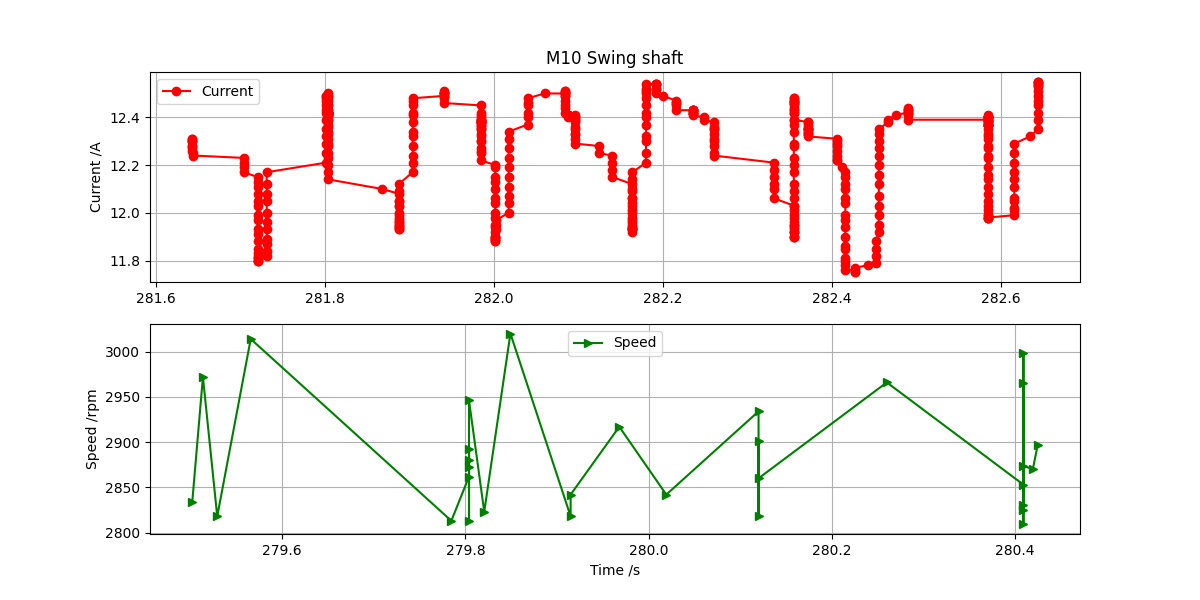 M10 Swing shaft
Current
Current /A
12.4
12.2
12.0
11.8
281.6 281.8 282.0 282.2 282.4 282.6
Speed
Speed /rpm
3000
2950
2900
2850
2800
279.6 279.8 280.0 280.2 280.4
Time /s